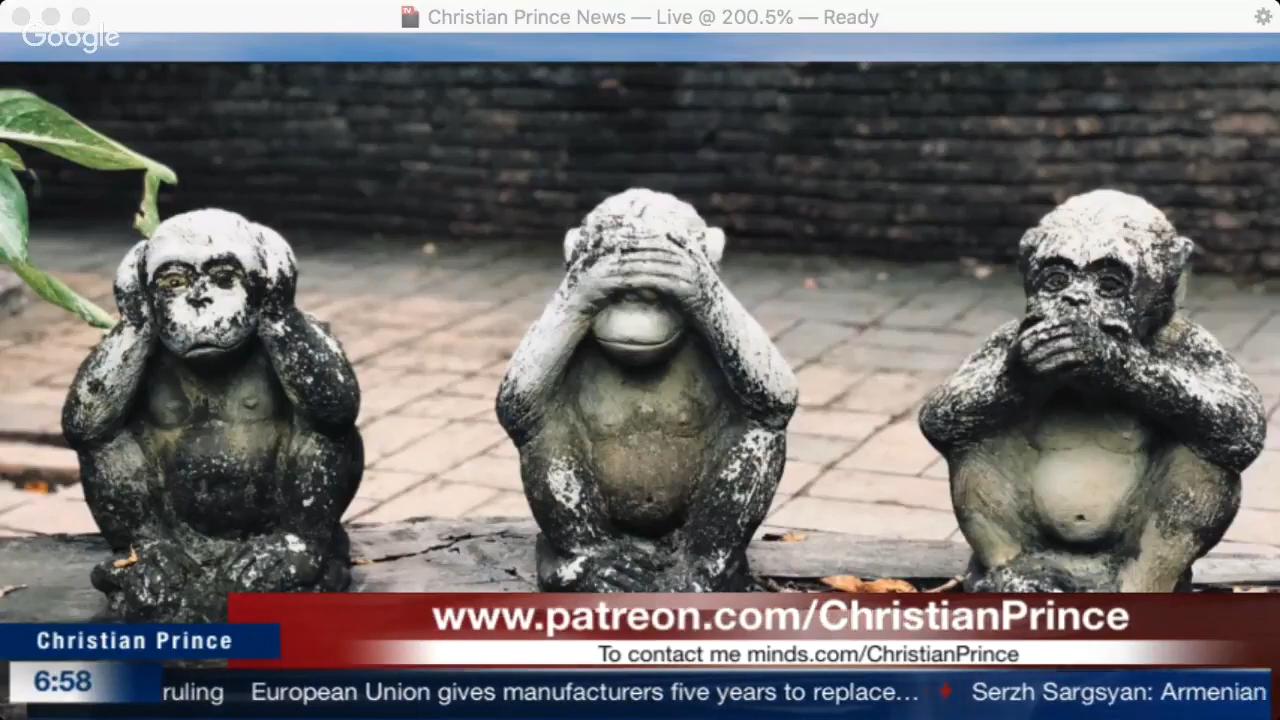 Christian Prince News — Live @ 200.5% — Ready
Google
www.patreon.com/ChristianPrince
Christian Prince
To contact me minds.com/ChristianPrince
6:58
ruling European Union gives manufacturers five years to replace... Serzh Sargsyan: Armenian